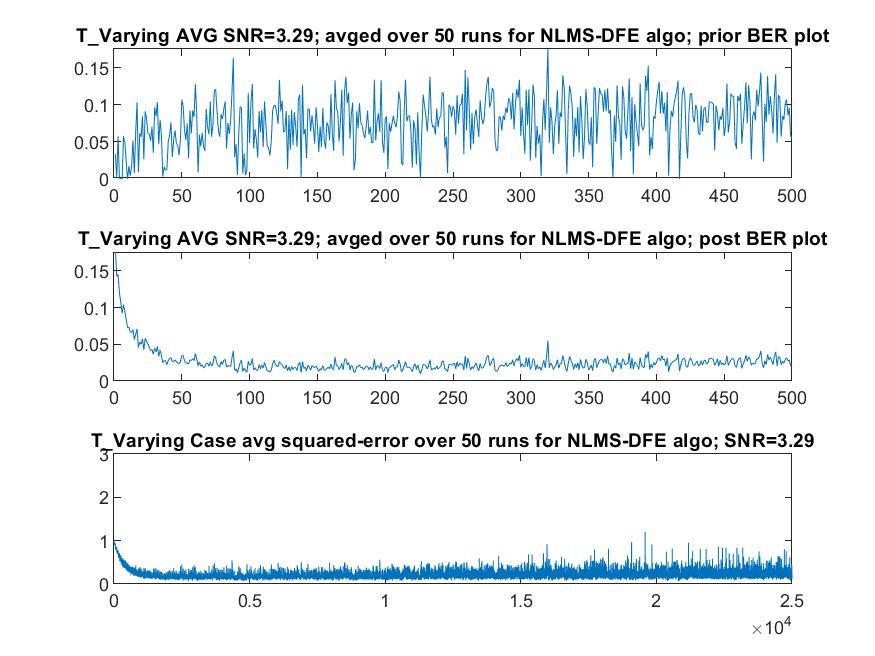 T_Varying AVG SNR=3.29; avged over 50 runs for NLMS-DFE algo; prior BER plot
0.15
0.1
0.05
0
0 50 100 150 200 250 300 350 400 450 500
T_Varying AVG SNR=3.29; avged over 50 runs for NLMS-DFE algo; post BER plot
0.15
0.1
0.05
0
0 50 100 150 200 250 300 350 400 450 500
T_Varying Case avg squared-error over 50 runs for NLMS-DFE algo; SNR=3.29
3
2
1
0
0 0.5 1 1.5 2 2.5
×10⁴